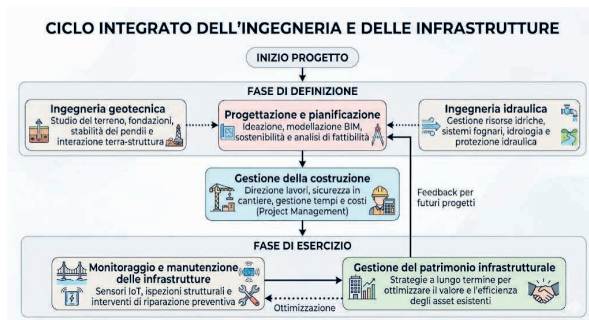 CICLO INTEGRATO DELL'INGEGNERIA E DELLE INFRASTRUTTURE
INIZIO PROGETTO
FASE DI DEFINIZIONE
Ingegneria geotecnica
Studio del terreno, fondazioni,
stabilità dei pendii e
interazione terra-struttura
Progettazione e pianificazione
Ideazione, modellazione BIM,
sostenibilità e analisi di fattibilità
Ingegneria idraulica
Gestione risorse idriche,
sistemi fognari, idrologia e
protezione idraulica
Gestione della costruzione
Direzione lavori, sicurezza in
cantiere, gestione tempi e costi
(Project Management)
Feedback per
futuri progetti
FASE DI ESERCIZIO
Monitoraggio e manutenzione
delle infrastrutture
Sensori IoT, ispezioni strutturali e
interventi di riparazione preventiva
Gestione del patrimonio infrastrutturale
Strategie a lungo termine per
ottimizzare il valore e l'efficienza
degli asset esistenti
Ottimizzazione